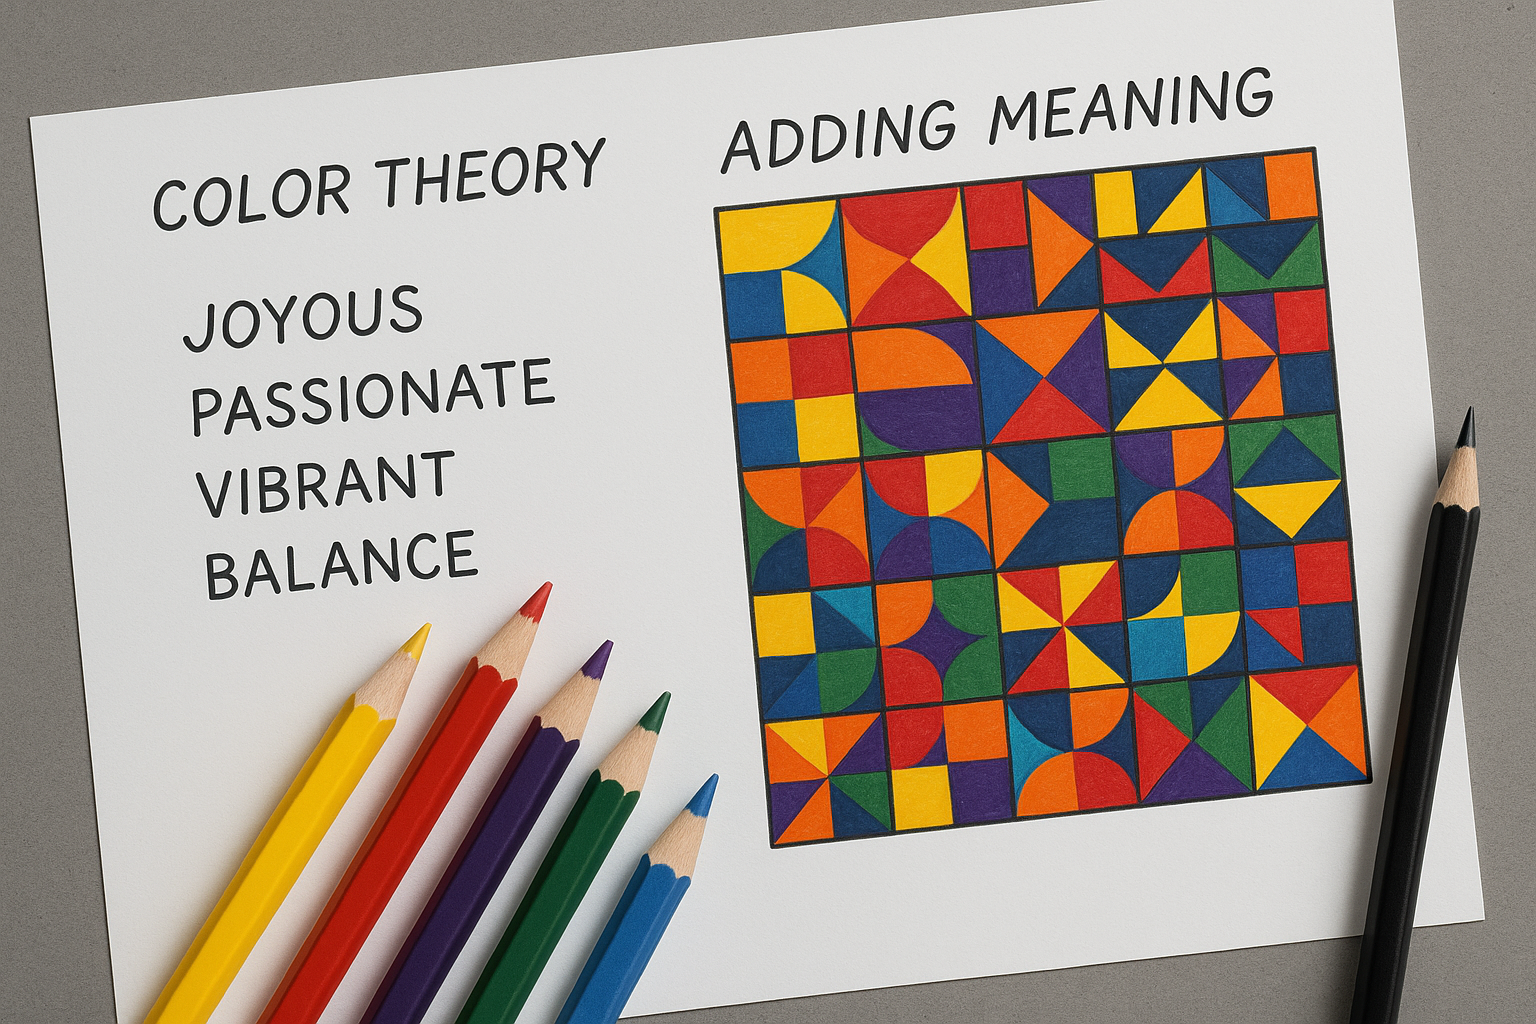 COLOR THEORY
JOYOUS
PASSIONATE
VIBRANT
BALANCE
ADDING MEANING